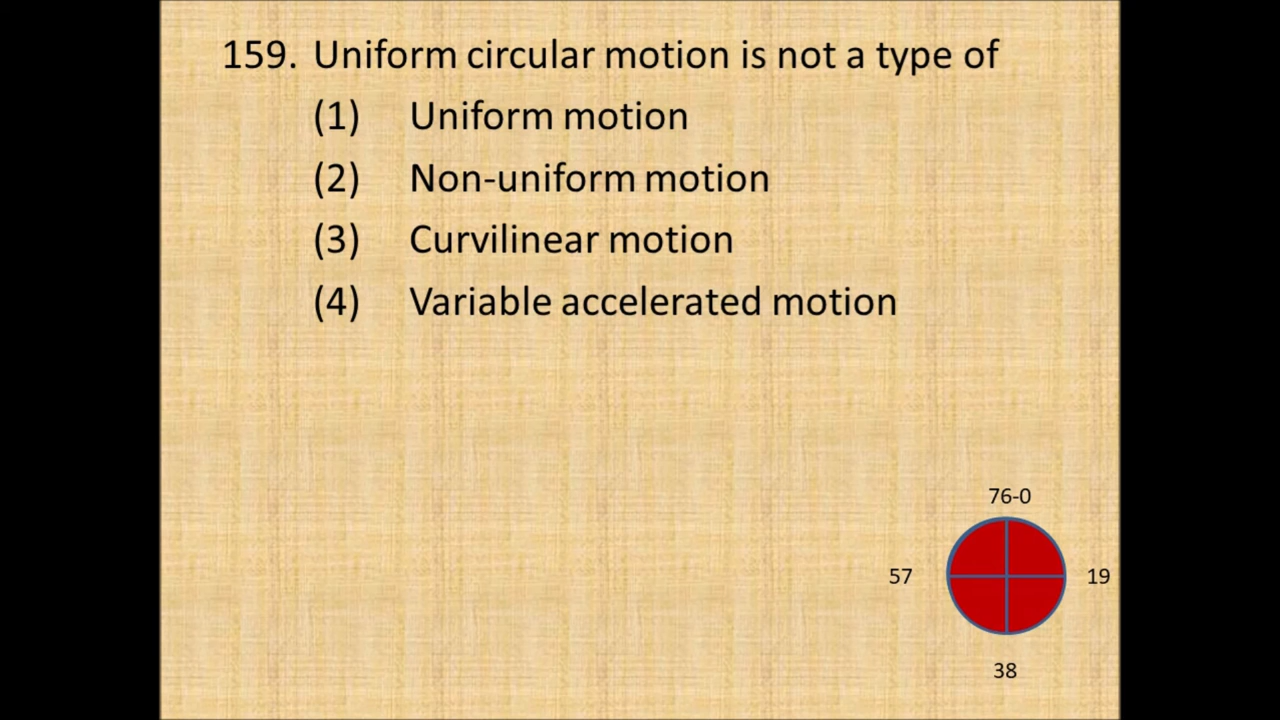 159. Uniform circular motion is not a type of
(1) Uniform motion
(2) Non-uniform motion
(3) Curvilinear motion
(4) Variable accelerated motion
76-0
57 19
38